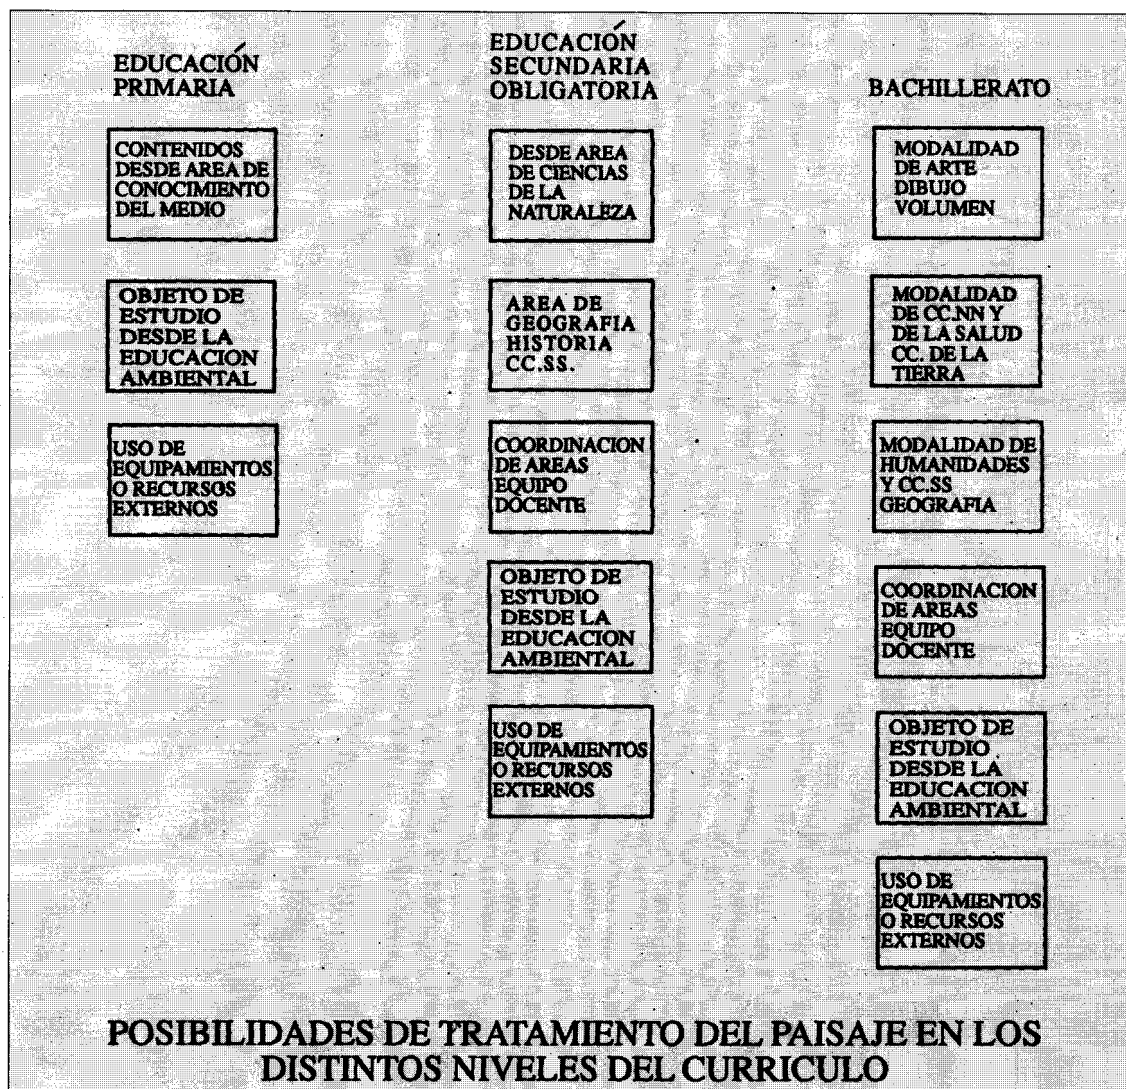 EDUCACIÓN
PRIMARIA
CONTENIDOS
DESDE AREA DE
CONOCIMIENTO
DEL MEDIO
OBJETO DE
ESTUDIO
DESDE LA
EDUCACION
AMBIENTAL
USO DE
EQUIPAMIENTOS
O RECURSOS
EXTERNOS
EDUCACIÓN
SECUNDARIA
OBLIGATORIA
DESDE AREA
DE CIENCIAS
DE LA
NATURALEZA
AREA DE
GEOGRAFIA
HISTORIA
CC.SS.
COORDINACION
DE AREAS
EQUIPO
DOCENTE
OBJETO DE
ESTUDIO
DESDE LA
EDUCACION
AMBIENTAL
USO DE
EQUIPAMIENTOS
O RECURSOS
EXTERNOS
BACHILLERATO
MODALIDAD
DE ARTE
DIBUJO
VOLUMEN
MODALIDAD
DE CC.NN Y
DE LA SALUD
CC. DE LA
TIERRA
MODALIDAD DE
HUMANIDADES
Y CC.SS
GEOGRAFIA
COORDINACION
DE AREAS
EQUIPO
DOCENTE
OBJETO DE
ESTUDIO
DESDE LA
EDUCACION
AMBIENTAL
USO DE
EQUIPAMIENTOS
O RECURSOS
EXTERNOS
POSIBILIDADES DE TRATAMIENTO DEL PAISAJE EN LOS
DISTINTOS NIVELES DEL CURRICULO